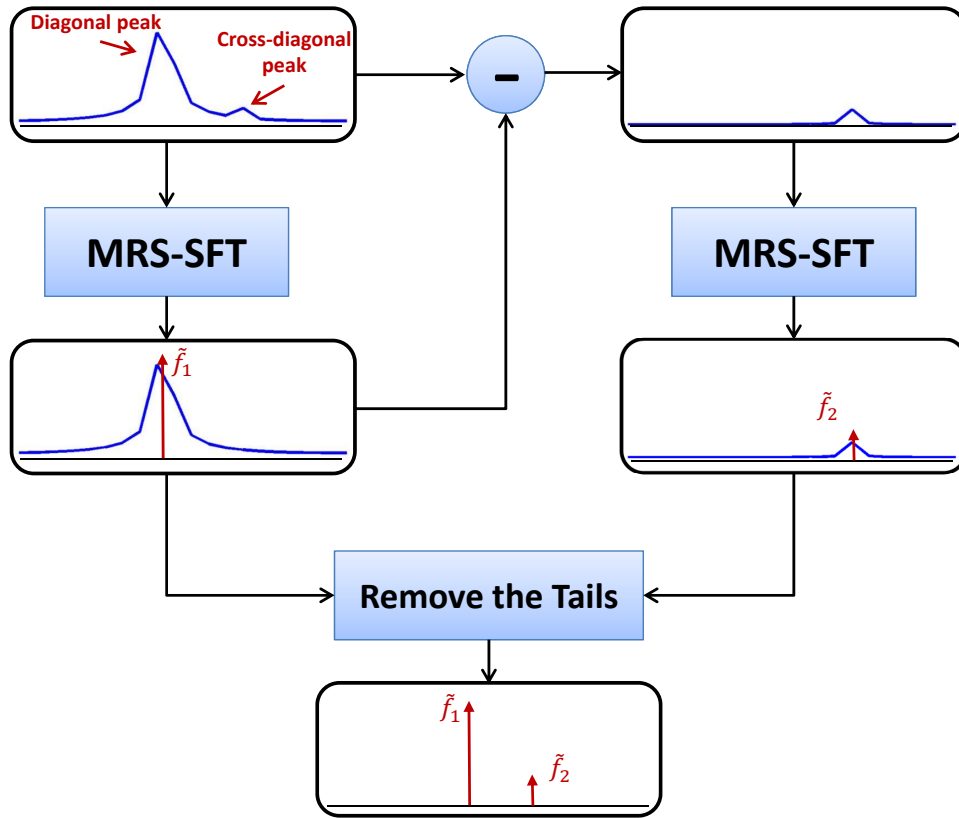 Diagonal peak
Cross-diagonal
peak
-
MRS-SFT
MRS-SFT
f̃₁
f̃₂
Remove the Tails
f̃₁
f̃₂